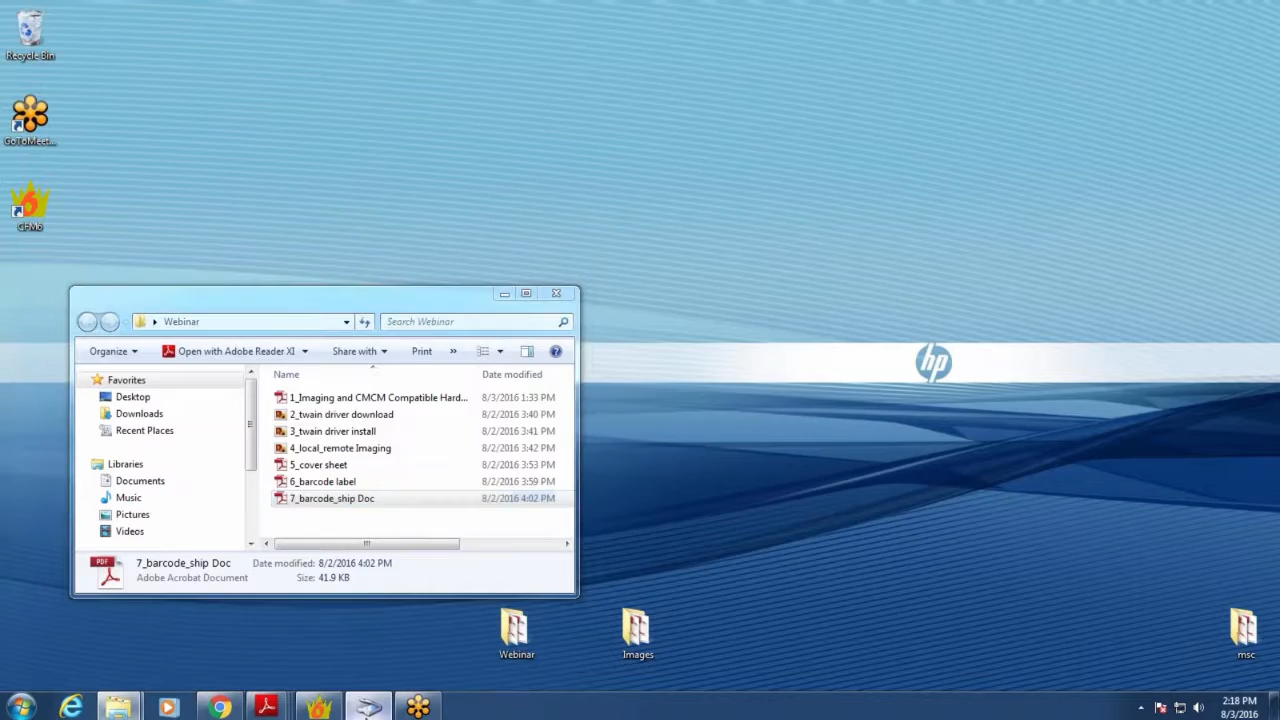 Recycle Bin
GoToMeet...
CFMo
Webinar
Search Webinar
Organize
Open with Adobe Reader XI
Share with
Print
»
Favorites
Desktop
Downloads
Recent Places
Libraries
Documents
Music
Pictures
Videos
Name
Date modified
1_Imaging and CMCM Compatible Hard... 8/3/2016 1:33 PM
2_twain driver download 8/2/2016 3:40 PM
3_twain driver install 8/2/2016 3:41 PM
4_local_remote Imaging 8/2/2016 3:42 PM
5_cover sheet 8/2/2016 3:53 PM
6_barcode label 8/2/2016 3:59 PM
7_barcode_ship Doc 8/2/2016 4:02 PM
PDF
7_barcode_ship Doc Date modified: 8/2/2016 4:02 PM
Adobe Acrobat Document Size: 41.9 KB
hp
Webinar
Images
msc
2:18 PM
8/3/2016